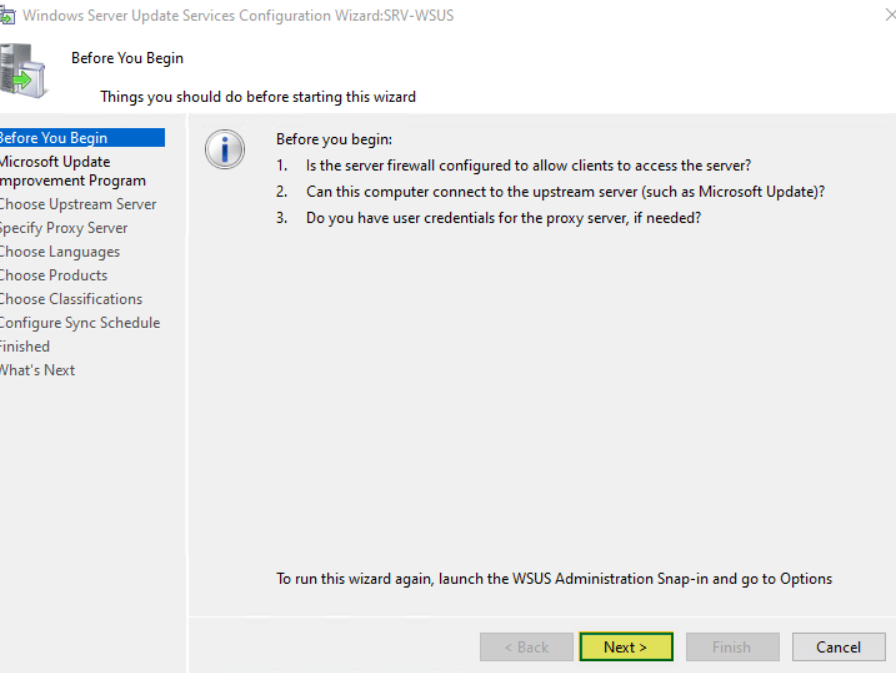 Windows Server Update Services Configuration Wizard:SRV-WSUS
Before You Begin
Things you should do before starting this wizard
Before You Begin
Microsoft Update
Improvement Program
Choose Upstream Server
Specify Proxy Server
Choose Languages
Choose Products
Choose Classifications
Configure Sync Schedule
Finished
What's Next
Before you begin:
1. Is the server firewall configured to allow clients to access the server?
2. Can this computer connect to the upstream server (such as Microsoft Update)?
3. Do you have user credentials for the proxy server, if needed?
To run this wizard again, launch the WSUS Administration Snap-in and go to Options
< Back
Next >
Finish
Cancel